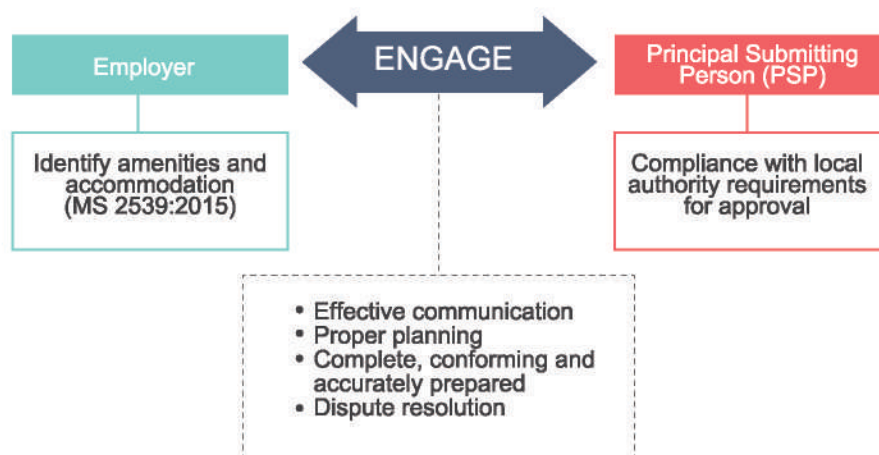 Employer
ENGAGE
Principal Submitting
Person (PSP)
Identify amenities and
accommodation
(MS 2539:2015)
Compliance with local
authority requirements
for approval
• Effective communication
• Proper planning
• Complete, conforming and
accurately prepared
• Dispute resolution